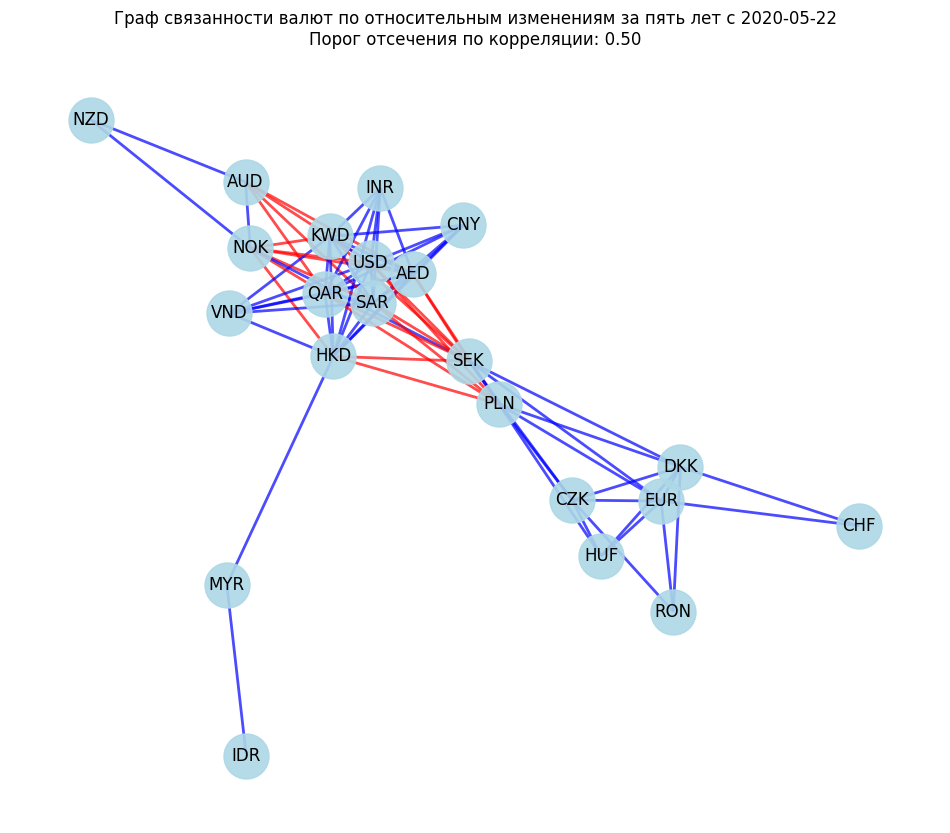 Граф связанности валют по относительным изменениям за пять лет с 2020-05-22
Порог отсечения по корреляции: 0.50
NZD
AUD
INR
CNY
KWD
NOK
USD
AED
QAR
SAR
VND
HKD
SEK
PLN
DKK
CZK
EUR
CHF
HUF
MYR
RON
IDR